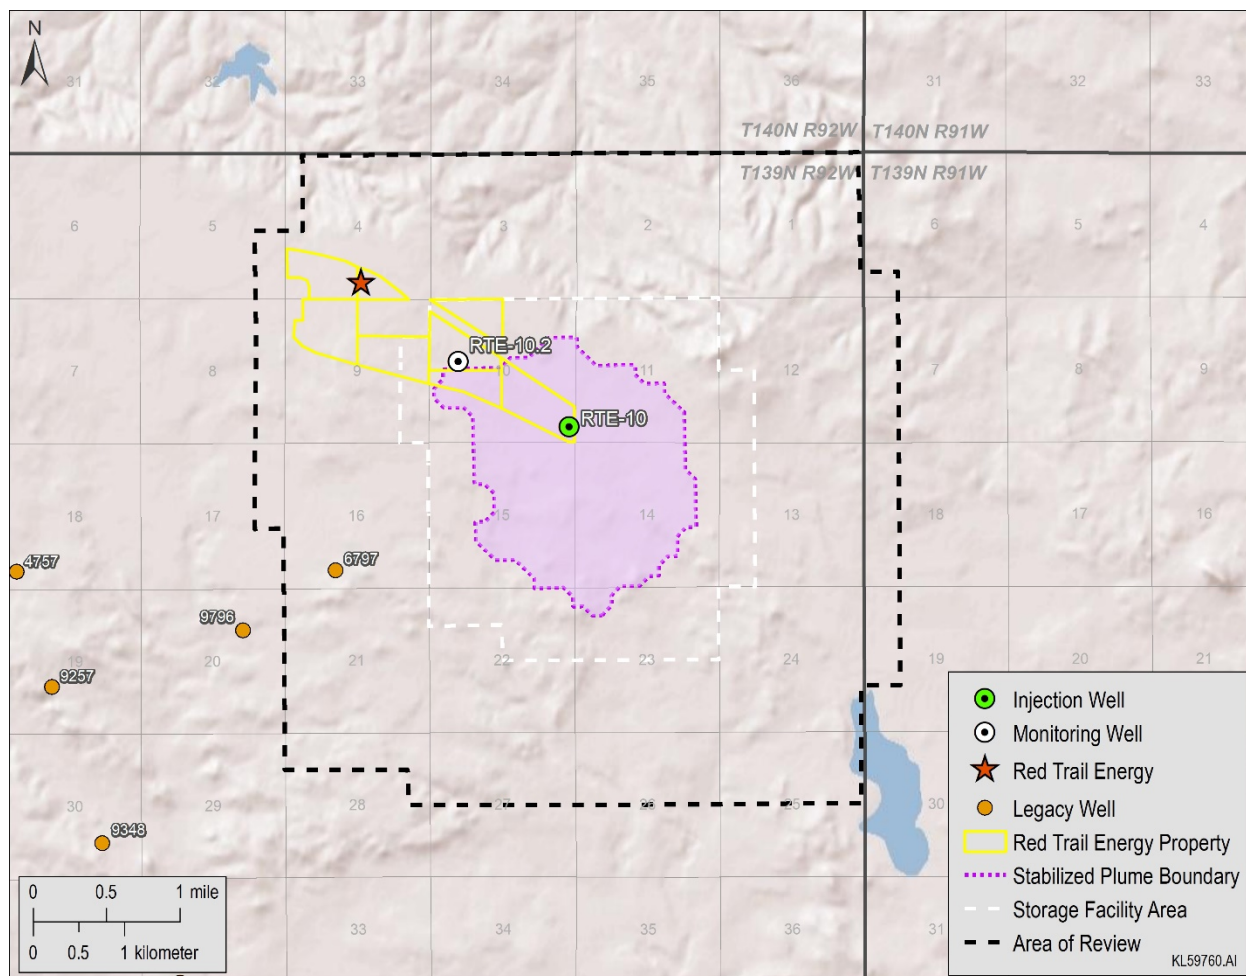 N
31 32 33 34 35 36 31 32 33
T140N R92W T140N R91W
T139N R92W T139N R91W
6 5 4 3 2 1 6 5 4
RTE-10.2
7 8 9 10 11 12 7 8 9
RTE-10
18 17 16 15 14 13 18 17 16
4757 6797
9796
19 20 21 22 23 24 19 20 21
9257
30 29 28 27 26 25 30
9348
33 34 35 36 31
0 0.5 1 mile
0 0.5 1 kilometer
Injection Well
Monitoring Well
Red Trail Energy
Legacy Well
Red Trail Energy Property
Stabilized Plume Boundary
Storage Facility Area
Area of Review
KL59760.AI